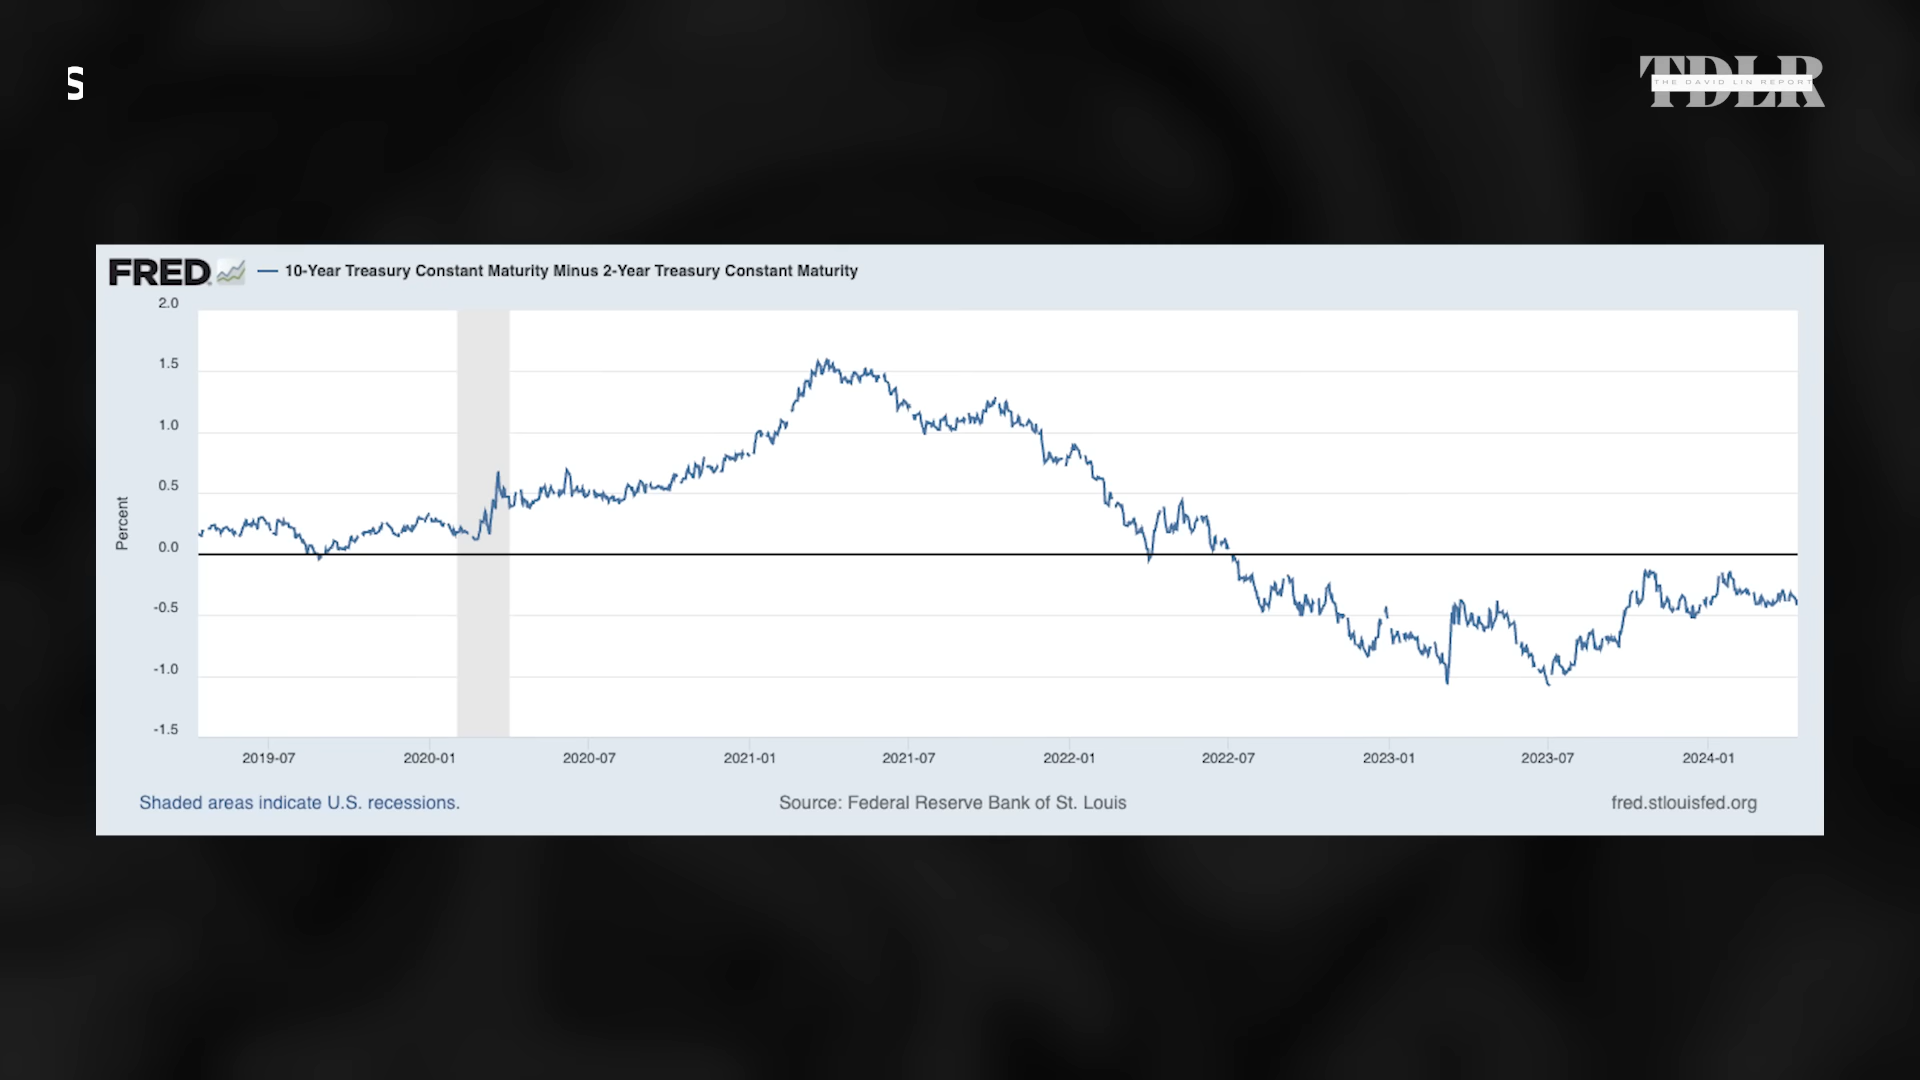 S
TDLR
THE DAVID LIN REPORT
FRED
10-Year Treasury Constant Maturity Minus 2-Year Treasury Constant Maturity
2.0
1.5
1.0
0.5
0.0
-0.5
-1.0
-1.5
Percent
2019-07 2020-01 2020-07 2021-01 2021-07 2022-01 2022-07 2023-01 2023-07 2024-01
Shaded areas indicate U.S. recessions. Source: Federal Reserve Bank of St. Louis fred.stlouisfed.org